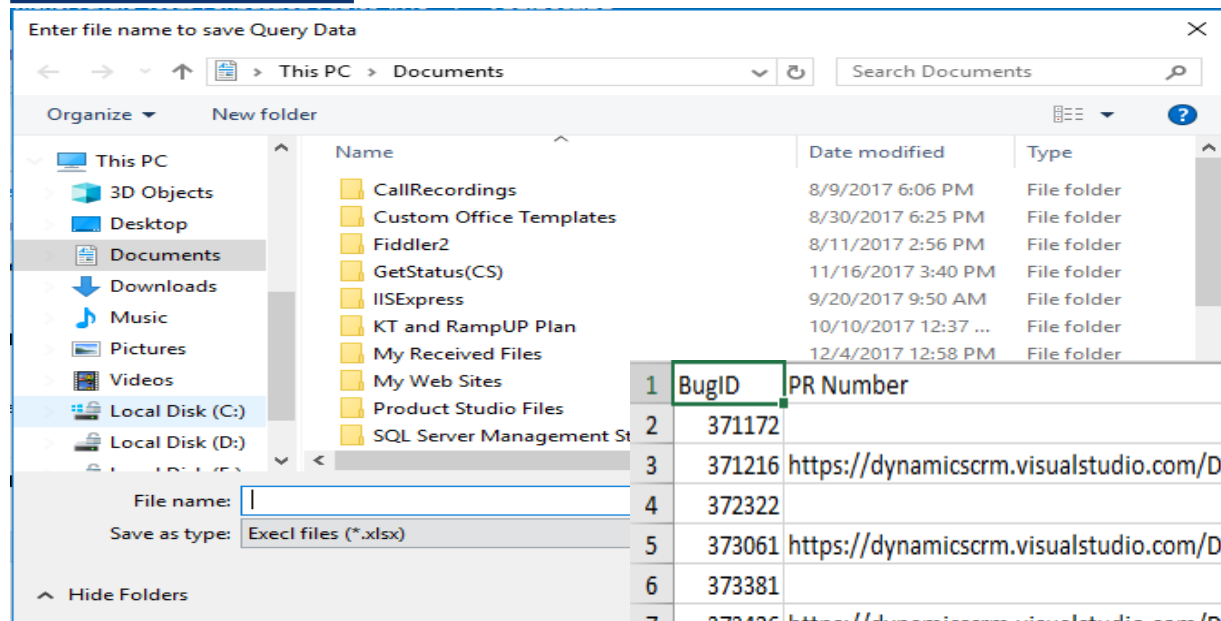 Enter file name to save Query Data
This PC > Documents
Search Documents
Organize
New folder
Name Date modified Type
This PC
3D Objects
Desktop
Documents
Downloads
Music
Pictures
Videos
Local Disk (C:)
Local Disk (D:)
CallRecordings 8/9/2017 6:06 PM File folder
Custom Office Templates 8/30/2017 6:25 PM File folder
Fiddler2 8/11/2017 2:56 PM File folder
GetStatus(CS) 11/16/2017 3:40 PM File folder
IISExpress 9/20/2017 9:50 AM File folder
KT and RampUP Plan 10/10/2017 12:37 ... File folder
My Received Files 12/4/2017 12:58 PM File folder
My Web Sites
Product Studio Files
SQL Server Management St
File name:
Save as type: Execl files (*.xlsx)
Hide Folders
1 BugID PR Number
2 371172
3 371216 https://dynamicscrm.visualstudio.com/D
4 372322
5 373061 https://dynamicscrm.visualstudio.com/D
6 373381